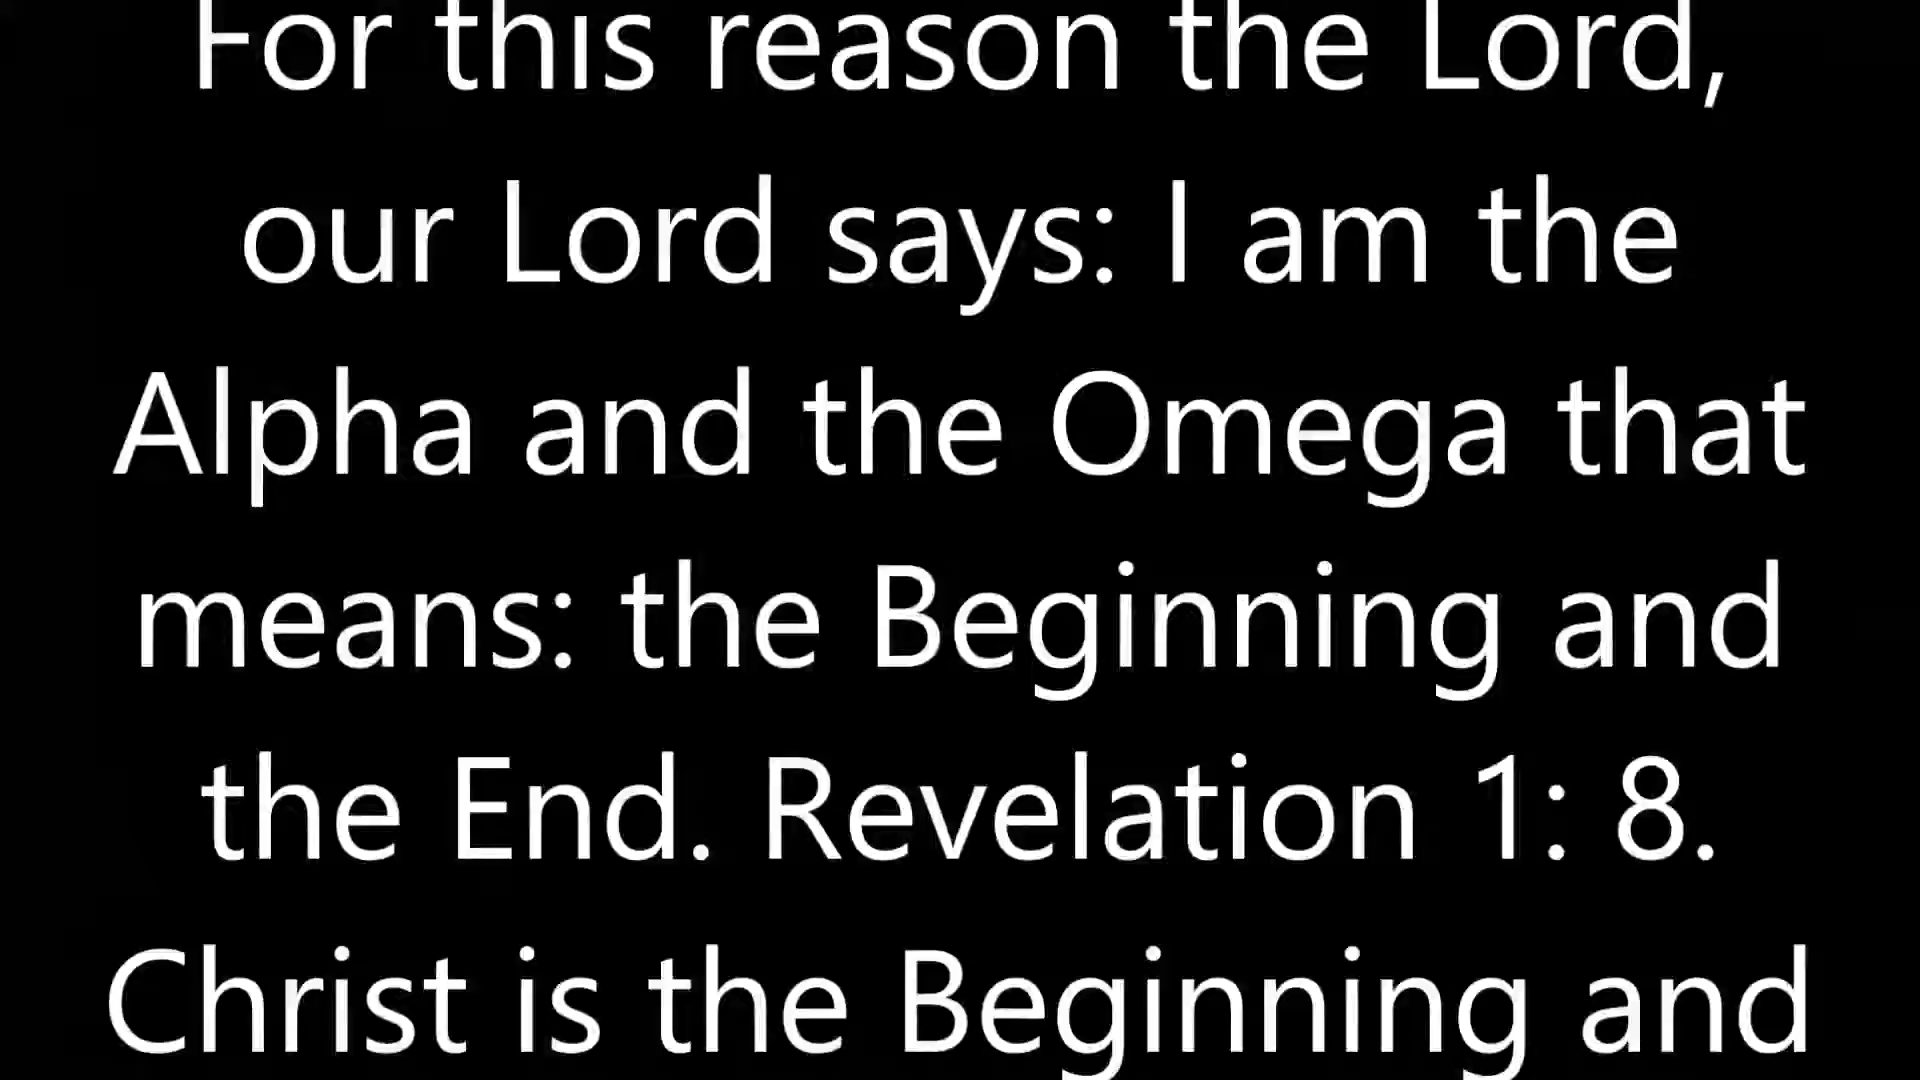 For this reason the Lord,
our Lord says: I am the
Alpha and the Omega that
means: the Beginning and
the End. Revelation 1: 8.
Christ is the Beginning and